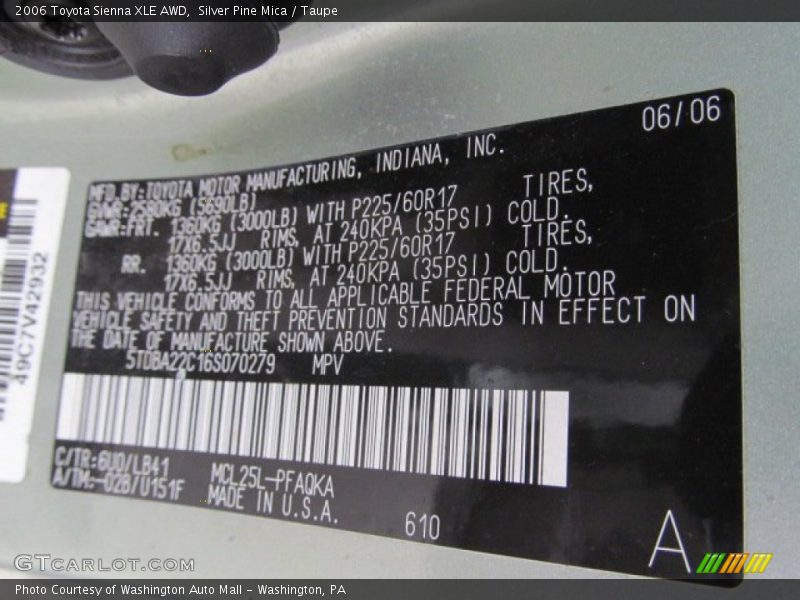 2006 Toyota Sienna XLE AWD, Silver Pine Mica / Taupe
06/06
MFD.BY:TOYOTA MOTOR MANUFACTURING, INDIANA, INC.
GVWR:2580KG (5690LB)
GAWR:FRT. 1360KG (3000LB) WITH P225/60R17 TIRES,
17X6.5JJ RIMS, AT 240KPA (35PSI) COLD.
RR. 1360KG (3000LB) WITH P225/60R17 TIRES,
17X6.5JJ RIMS, AT 240KPA (35PSI) COLD.
THIS VEHICLE CONFORMS TO ALL APPLICABLE FEDERAL MOTOR
VEHICLE SAFETY AND THEFT PREVENTION STANDARDS IN EFFECT ON
THE DATE OF MANUFACTURE SHOWN ABOVE.
5TDBA22C16S070279 MPV
C/TR:6U0/LB41 MCL25L-PFAQKA
A/TM:-02B/U151F MADE IN U.S.A.
610
A
49C7V42932
GTCARLOT.COM
Photo Courtesy of Washington Auto Mall - Washington, PA